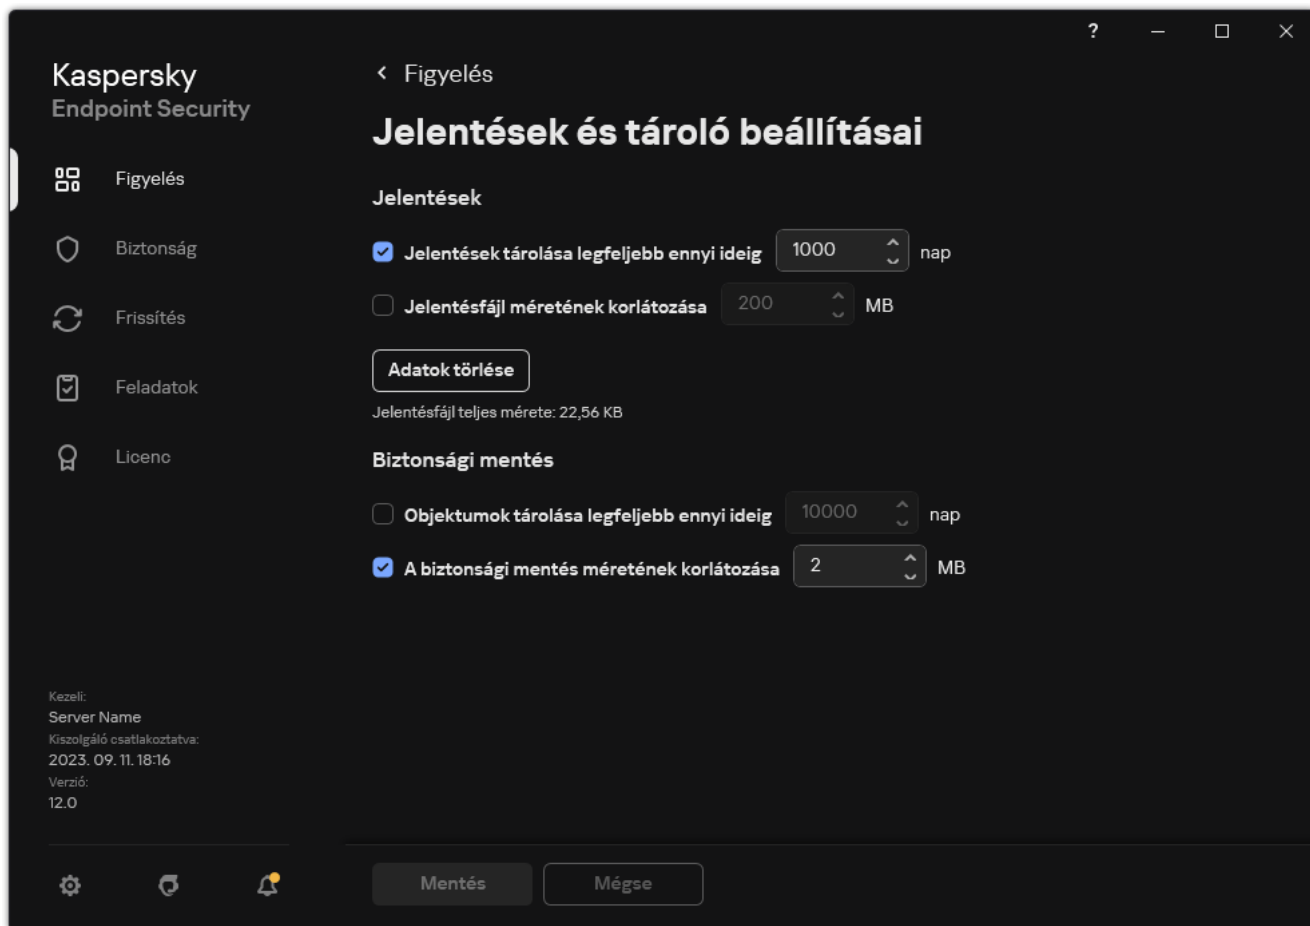 ?
Kaspersky
Endpoint Security
Figyelés
Biztonság
Frissítés
Feladatok
Licenc
Kezeli:
Server Name
Kiszolgáló csatlakoztatva:
2023. 09. 11. 18:16
Verzió:
12.0
Figyelés
Jelentések és tároló beállításai
Jelentések
Jelentések tárolása legfeljebb ennyi ideig 1000 nap
Jelentésfájl méretének korlátozása 200 MB
Adatok törlése
Jelentésfájl teljes mérete: 22,56 KB
Biztonsági mentés
Objektumok tárolása legfeljebb ennyi ideig 10000 nap
A biztonsági mentés méretének korlátozása 2 MB
Mentés Mégse